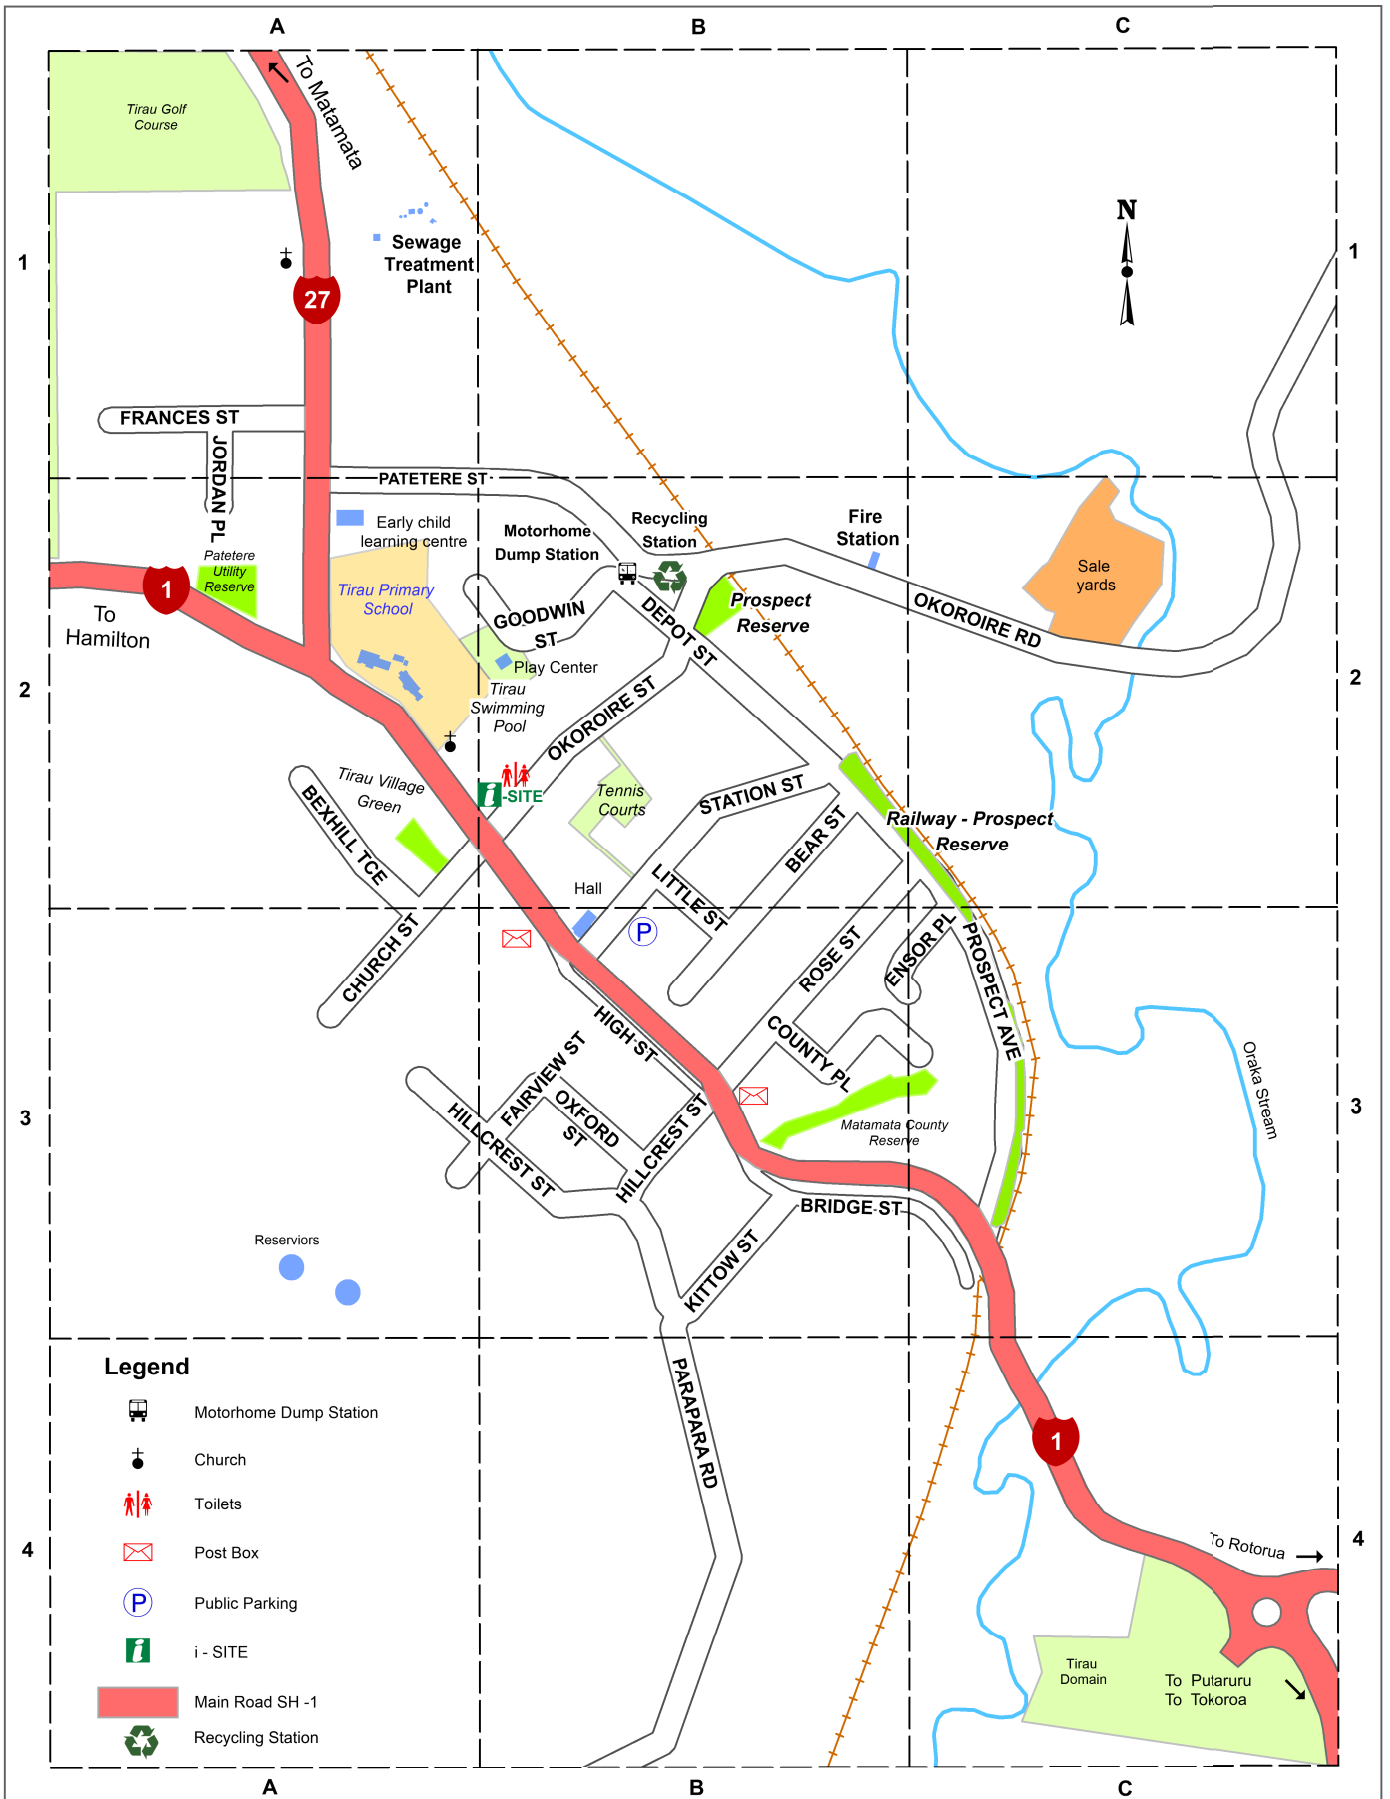 A
B
C
To Matamata
Tirau Golf
Course
N
Sewage
Treatment
Plant
1
1
27
FRANCES ST
JORDAN PL
PATETERE ST
Early child
learning centre
Motorhome
Dump Station
Recycling
Station
Fire
Station
Patetere
Utility
Reserve
1
To
Hamilton
Tirau Primary
School
GOODWIN
ST
DEPOT ST
Prospect
Reserve
OKOROIRE RD
Sale
yards
Play Center
Tirau
Swimming
Pool
OKOROIRE ST
2
2
Tirau Village
Green
i-SITE
Tennis
Courts
STATION ST
BEXHILL TCE
BEAR ST
Railway - Prospect
Reserve
LITTLE ST
Hall
P
CHURCH ST
ROSE ST
ENSOR PL
PROSPECT AVE
HIGH ST
COUNTY PL
FAIRVIEW ST
OXFORD
ST
HILLCREST ST
HILLCREST ST
Matamata County
Reserve
Oraka Stream
3
3
BRIDGE ST
KITTOW ST
Reserviors
PARAPARA RD
Legend
Motorhome Dump Station
Church
Toilets
Post Box
P
Public Parking
i
i - SITE
Main Road SH -1
Recycling Station
1
4
4
To Rotorua
Tirau
Domain
To Putaruru
To Tokoroa
A
B
C